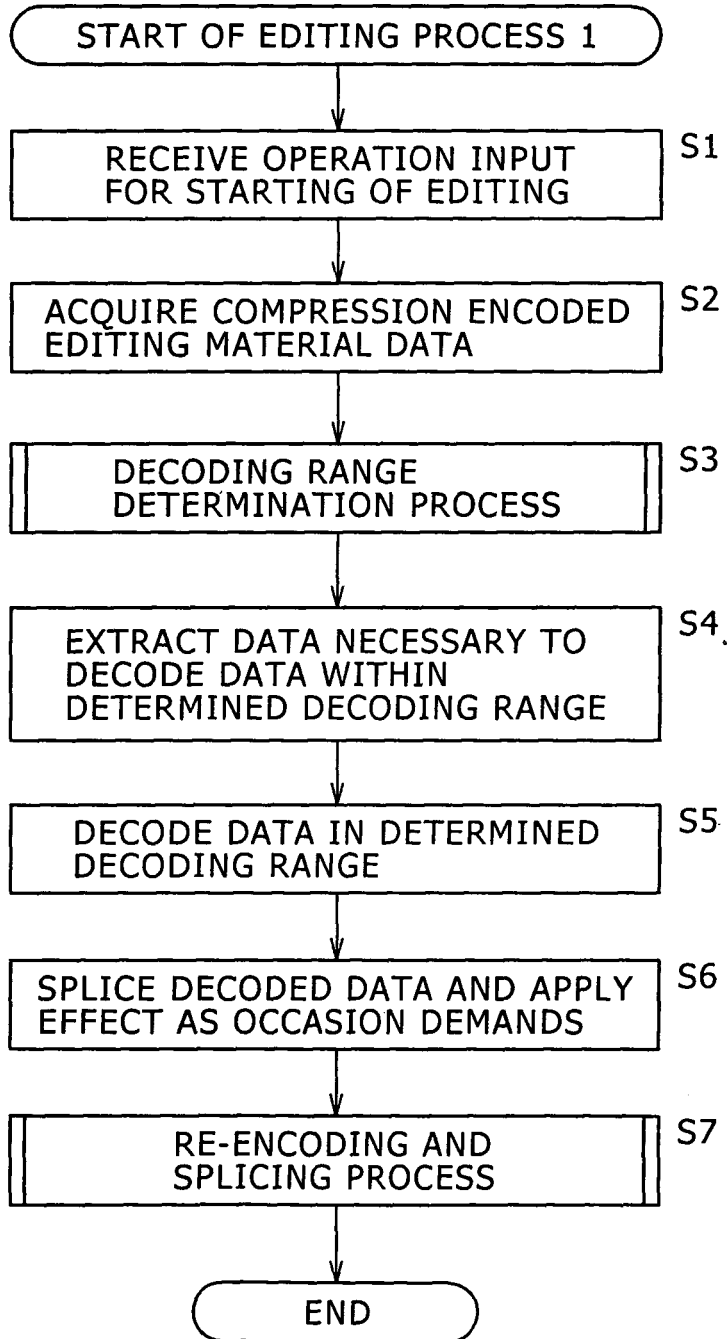 START OF EDITING PROCESS 1
S1
RECEIVE OPERATION INPUT
FOR STARTING OF EDITING
S2
ACQUIRE COMPRESSION ENCODED
EDITING MATERIAL DATA
S3
DECODING RANGE
DETERMINATION PROCESS
S4
EXTRACT DATA NECESSARY TO
DECODE DATA WITHIN
DETERMINED DECODING RANGE
S5
DECODE DATA IN DETERMINED
DECODING RANGE
S6
SPLICE DECODED DATA AND APPLY
EFFECT AS OCCASION DEMANDS
S7
RE-ENCODING AND
SPLICING PROCESS
END